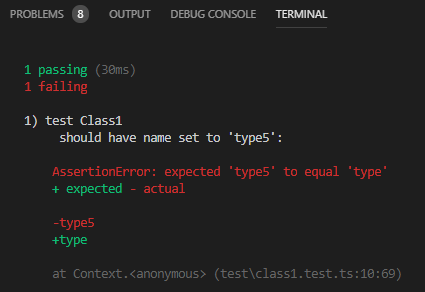 PROBLEMS 8 OUTPUT DEBUG CONSOLE TERMINAL
1 passing (30ms)
1 failing
1) test Class1
should have name set to 'type5':
AssertionError: expected 'type5' to equal 'type'
+ expected - actual
-type5
+type
at Context.<anonymous> (test\class1.test.ts:10:69)